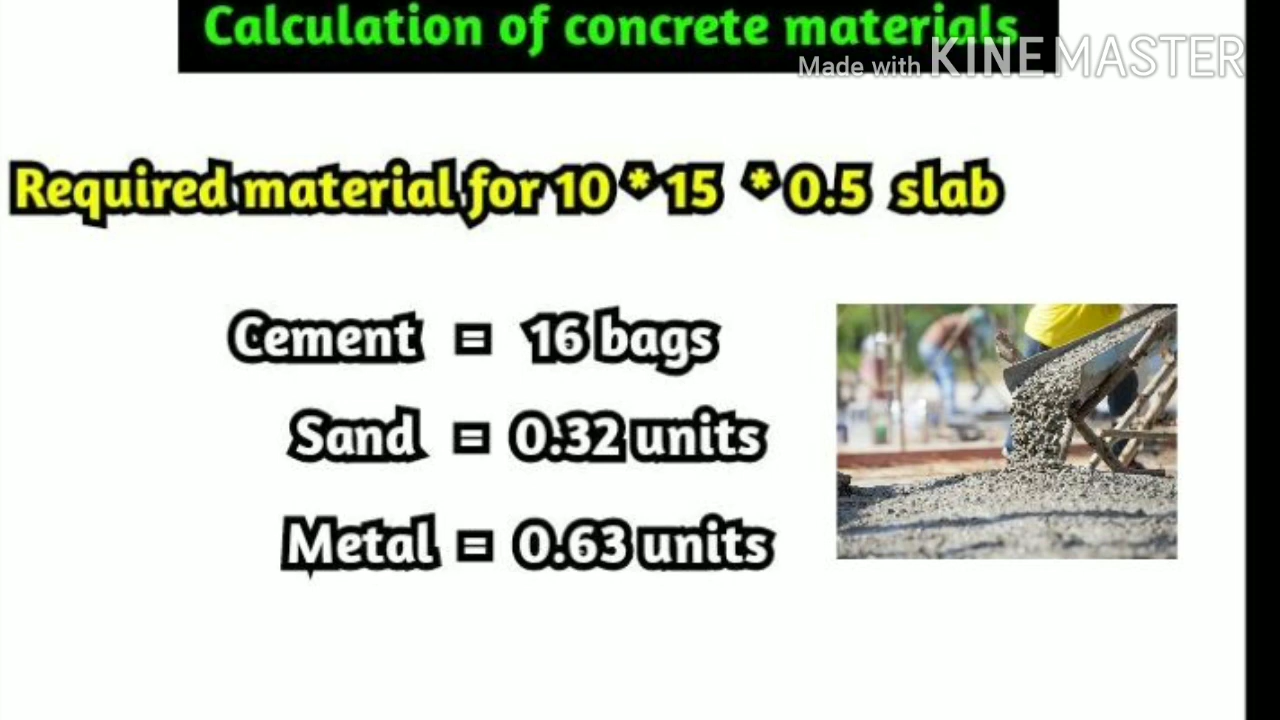 Calculation of concrete materials
Made with KINEMASTER
Required material for 10 * 15 * 0.5 slab
Cement = 16 bags
Sand = 0.32 units
Metal = 0.63 units